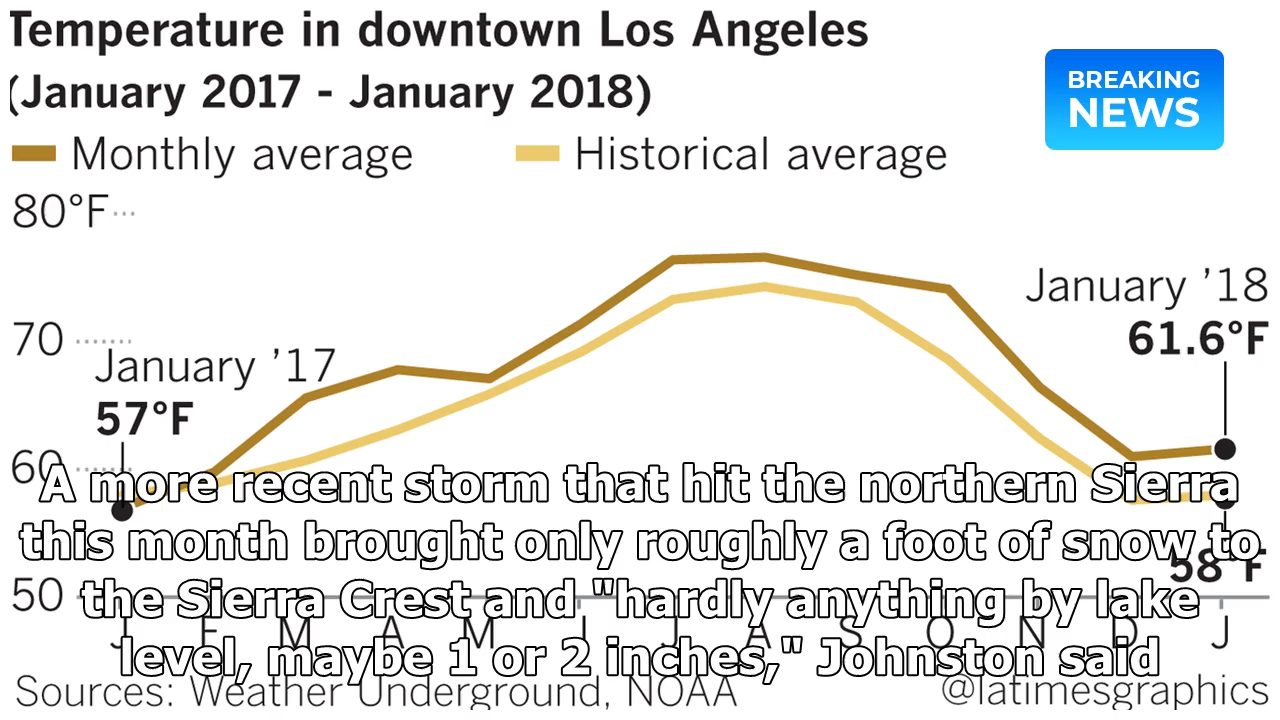 Temperature in downtown Los Angeles
(January 2017 - January 2018)
BREAKING
NEWS
Monthly average
Historical average
80°F
January ’18
61.6°F
70
January ’17
57°F
60
A more recent storm that hit the northern Sierra
this month brought only roughly a foot of snow to
58°F
50
the Sierra Crest and "hardly anything by lake
J F M A M J J A S O N D J
level, maybe 1 or 2 inches," Johnston said
Sources: Weather Underground, NOAA
@latimesgraphics